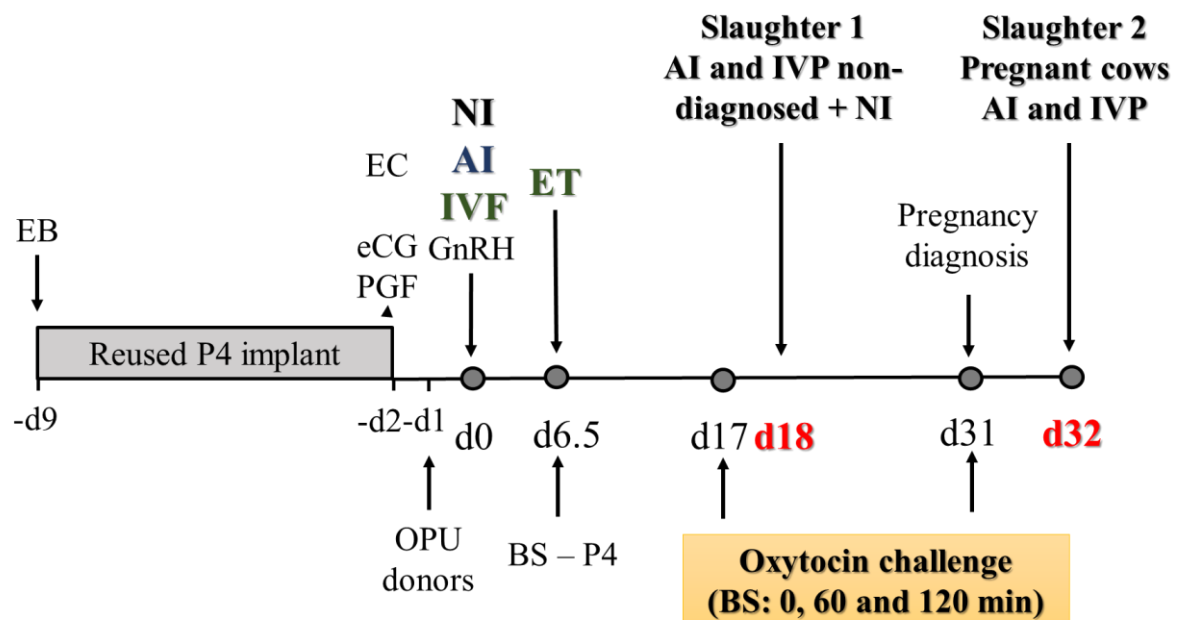 Slaughter 1
AI and IVP non-
diagnosed + NI
Slaughter 2
Pregnant cows
AI and IVP
NI
AI
IVF
GnRH
EC
eCG
PGF
ET
EB
Pregnancy
diagnosis
Reused P4 implant
-d9
-d2
-d1
d0
d6.5
d17
d18
d31
d32
OPU
donors
BS – P4
Oxytocin challenge
(BS: 0, 60 and 120 min)